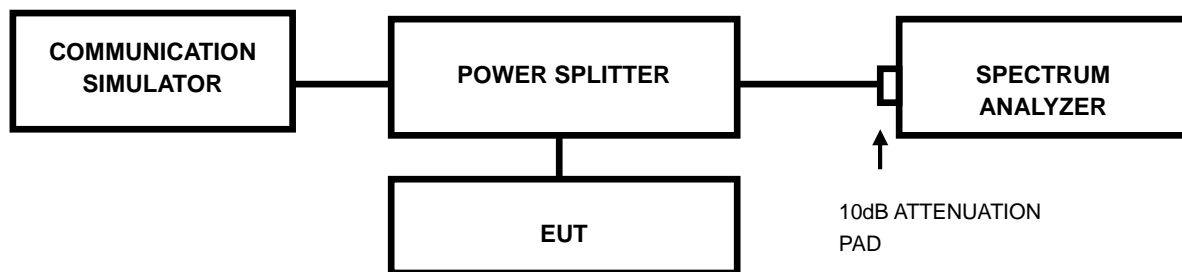 COMMUNICATION
SIMULATOR
POWER SPLITTER
SPECTRUM
ANALYZER
EUT
10dB ATTENUATION
PAD